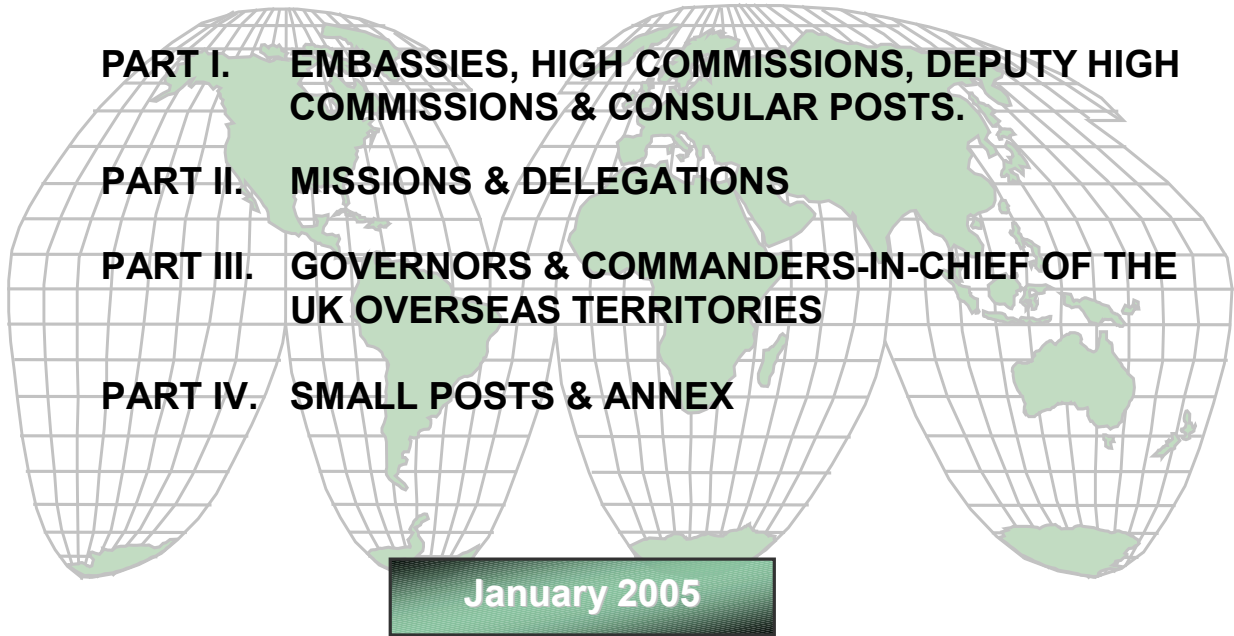 PART I. EMBASSIES, HIGH COMMISSIONS, DEPUTY HIGH
COMMISSIONS & CONSULAR POSTS.
PART II. MISSIONS & DELEGATIONS
PART III. GOVERNORS & COMMANDERS-IN-CHIEF OF THE
UK OVERSEAS TERRITORIES
PART IV. SMALL POSTS & ANNEX
January 2005